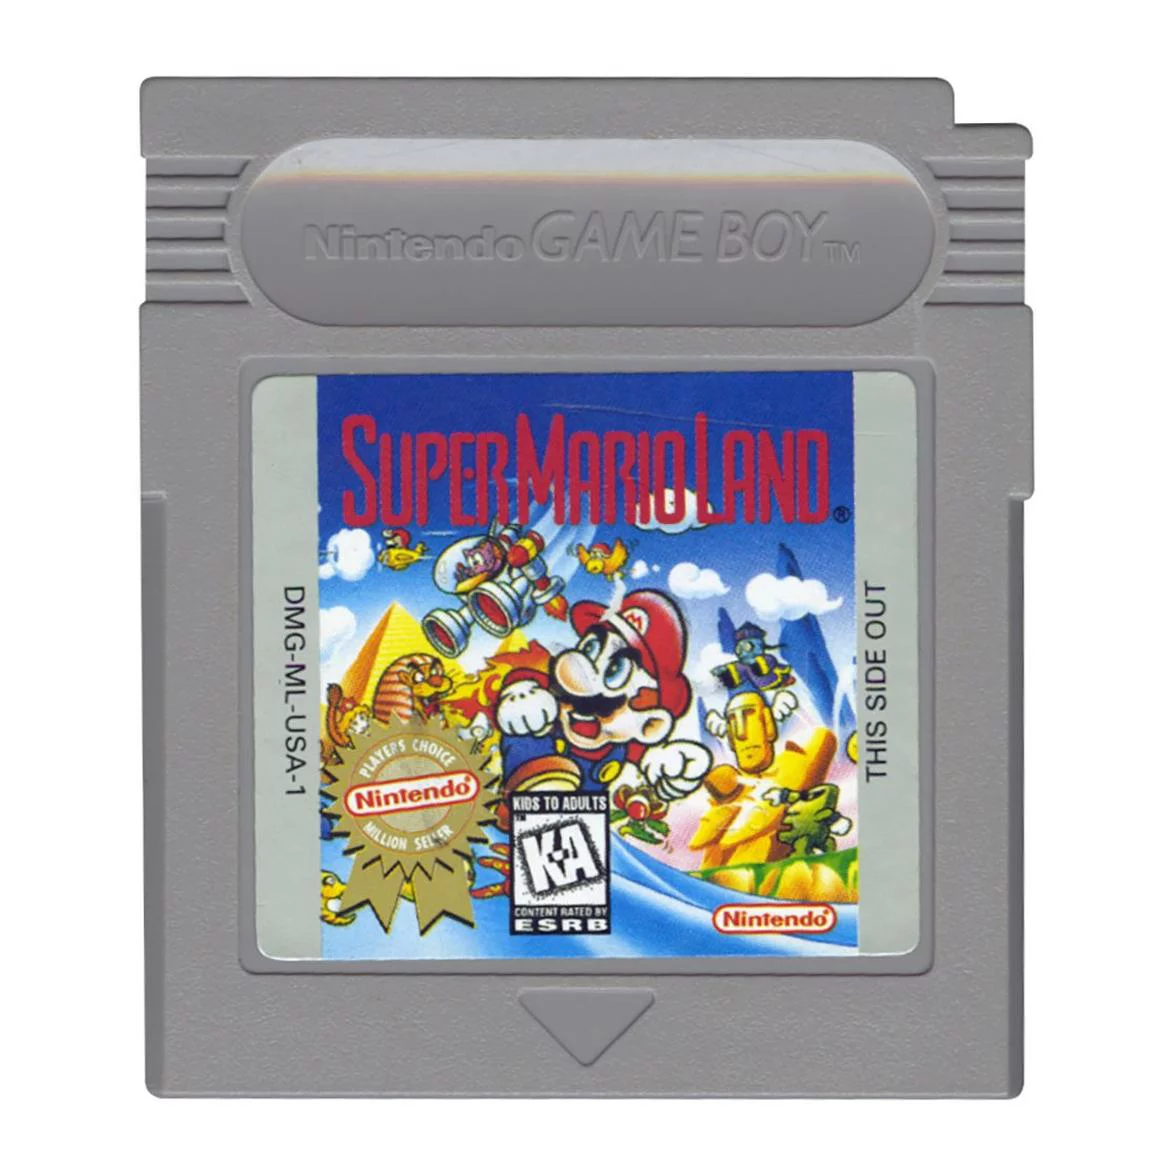 Nintendo GAME BOY TM
SUPER MARIO LAND ®
DMG-ML-USA-1
THIS SIDE OUT
M
PLAYERS CHOICE
Nintendo®
MILLION SELLER
KIDS TO ADULTS
TM
K-A
CONTENT RATED BY
ESRB
Nintendo®